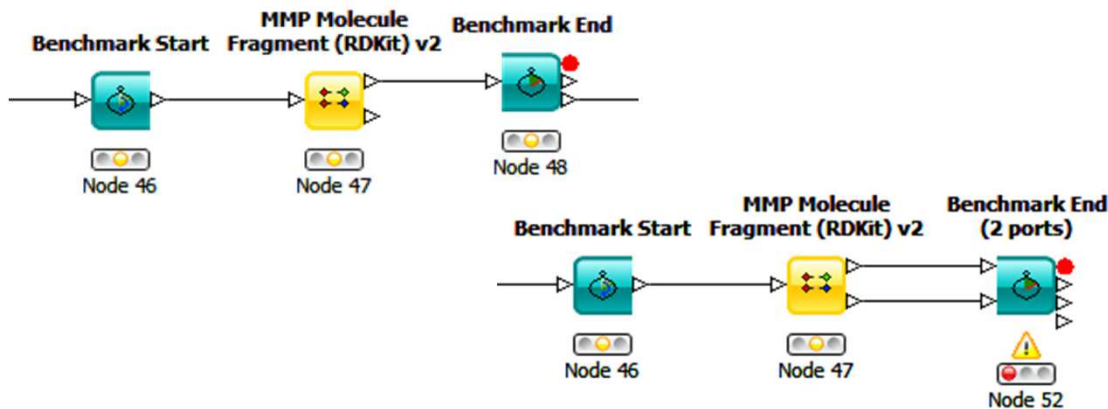 Benchmark Start
MMP Molecule
Fragment (RDKit) v2
Benchmark End
Node 46
Node 47
Node 48
Benchmark Start
MMP Molecule
Fragment (RDKit) v2
Benchmark End
(2 ports)
Node 46
Node 47
Node 52